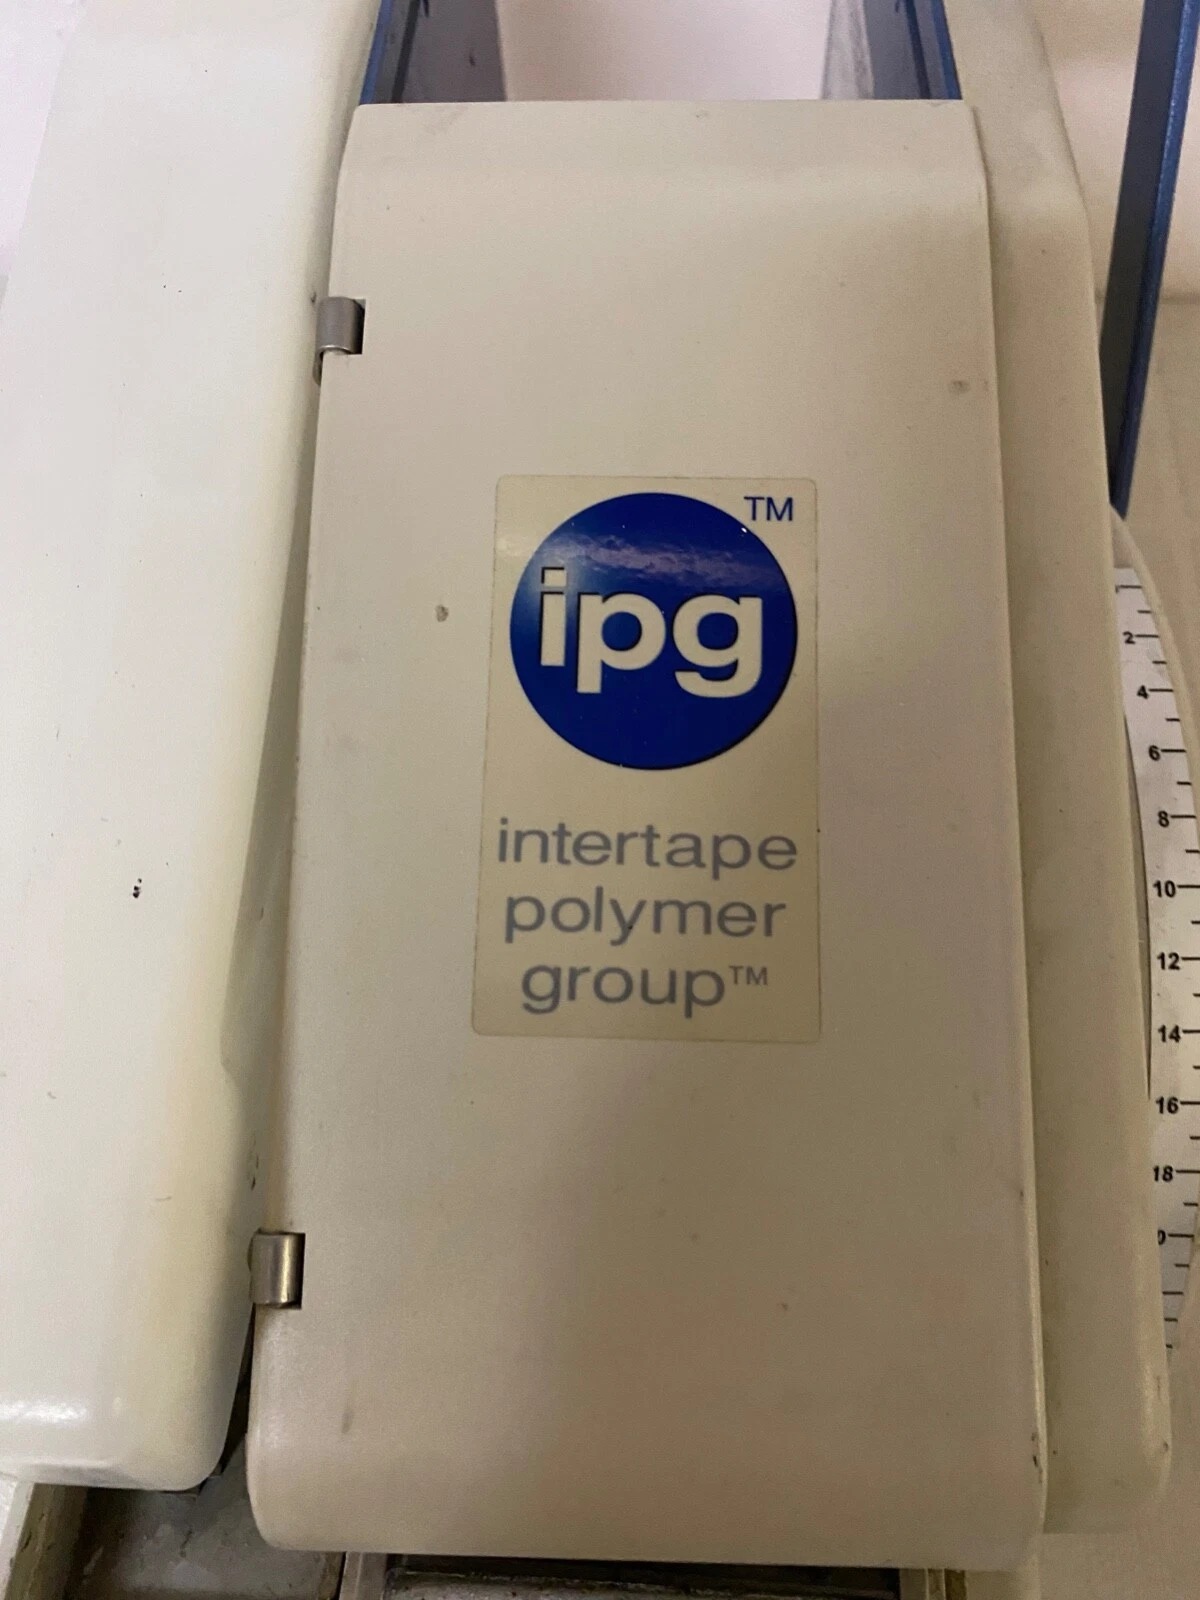 TM
ipg
intertape
polymer
group™
2
4
6
8
10
12
14
16
18